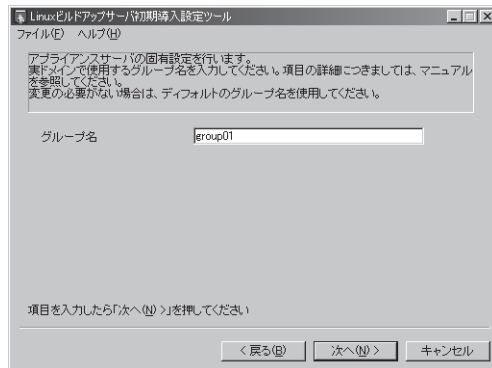 Linuxビルドアップサーバ初期導入設定ツール
ファイル(F) ヘルプ(H)
アプライアンスサーバの固有設定を行います。
実ドメインで使用するグループ名を入力してください。項目の詳細につきましては、マニュアル
を参照してください。
変更の必要がない場合は、ディフォルトのグループ名を使用してください。
グループ名 group01
項目を入力したら「次へ(N) >」を押してください
< 戻る(B) 次へ(N) > キャンセル